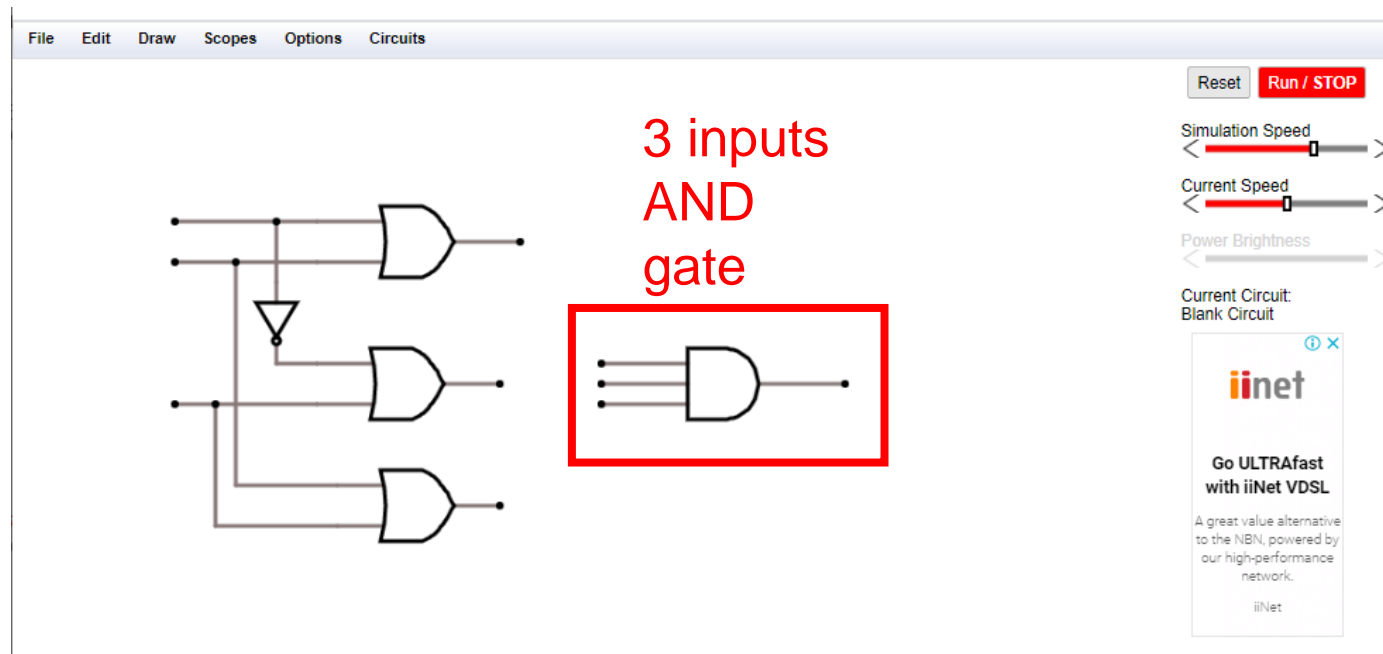 File Edit Draw Scopes Options Circuits
Reset Run / STOP
Simulation Speed
Current Speed
Power Brightness
Current Circuit:
Blank Circuit
3 inputs
AND
gate
iinet
Go ULTRAfast
with iiNet VDSL
A great value alternative
to the NBN, powered by
our high-performance
network.
iiNet